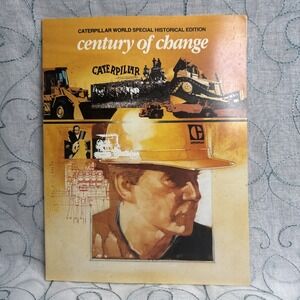 CATERPILLAR WORLD SPECIAL HISTORICAL EDITION
century of change
CATERPILLAR